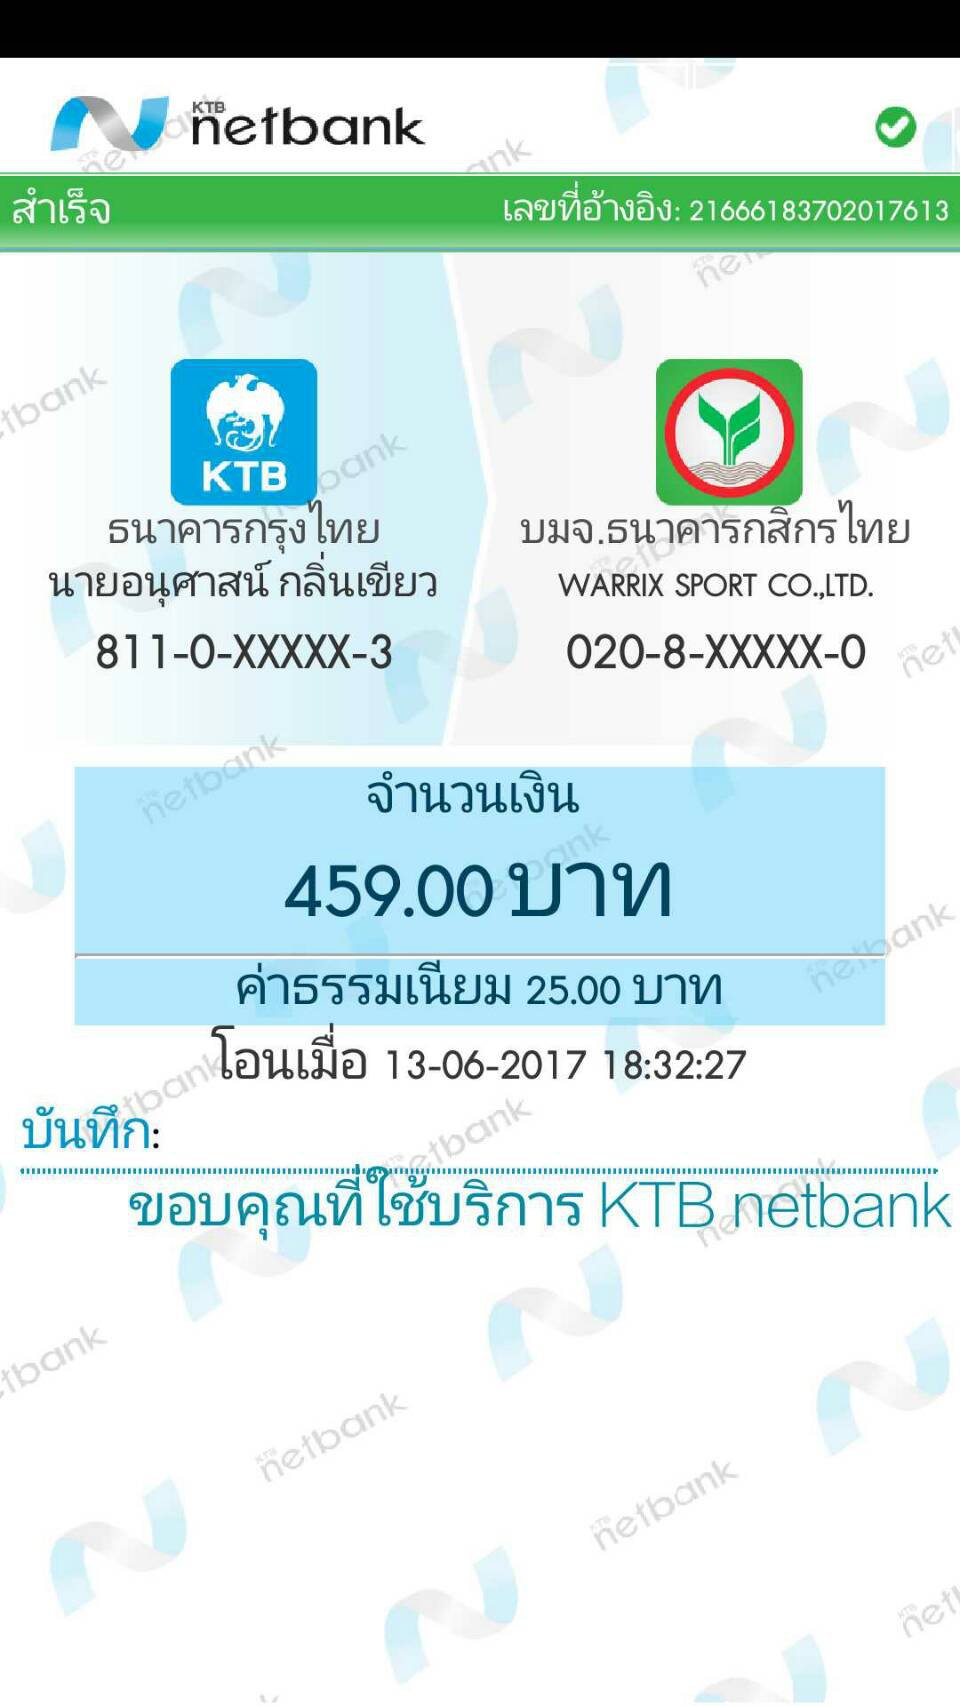 KTB
netbank
สำเร็จ
เลขที่อ้างอิง: 21666183702017613
KTB
ธนาคารกรุงไทย
นายอนุศาสน์ กลิ่นเขียว
811-0-XXXXX-3
บมจ.ธนาคารกสิกรไทย
WARRIX SPORT CO.,LTD.
020-8-XXXXX-0
จำนวนเงิน
459.00 บาท
ค่าธรรมเนียม 25.00 บาท
โอนเมื่อ 13-06-2017 18:32:27
บันทึก:
ขอบคุณที่ใช้บริการ KTB netbank